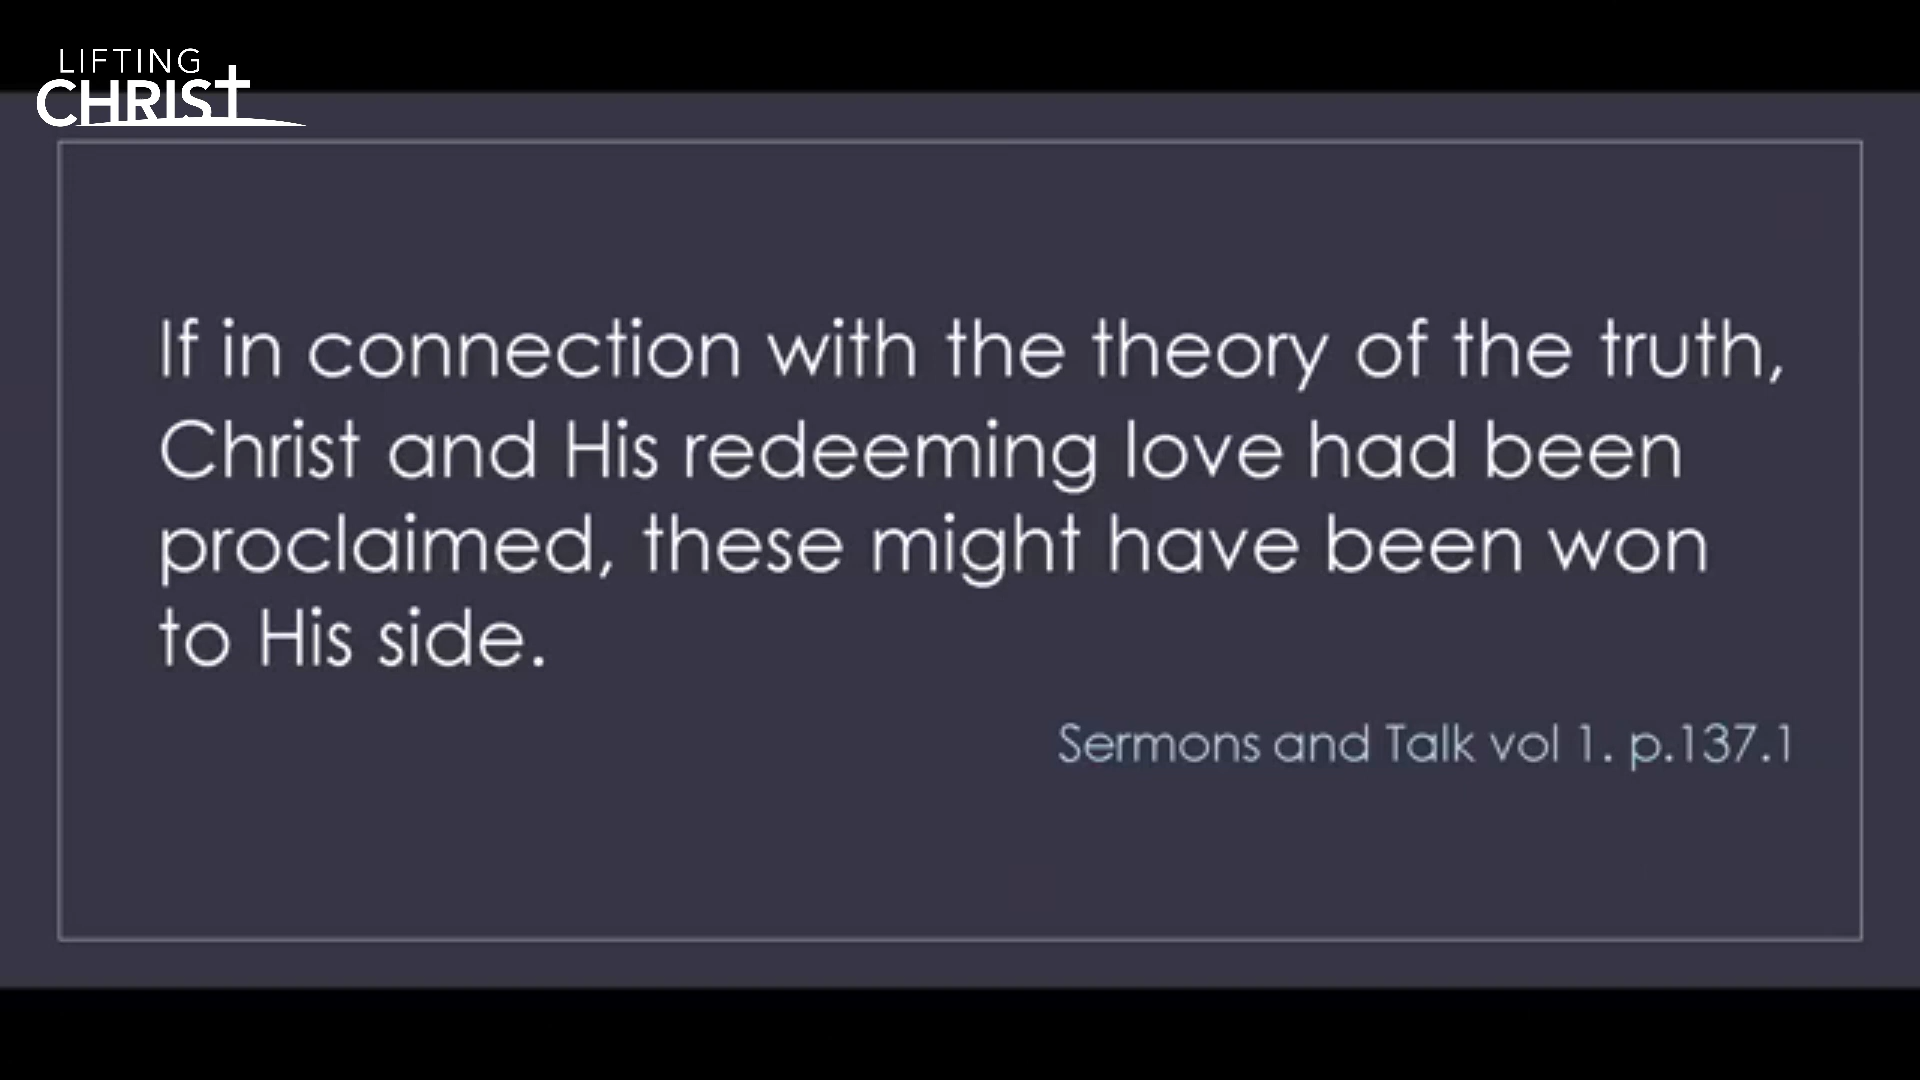 LIFTING
CHRIST
If in connection with the theory of the truth,
Christ and His redeeming love had been
proclaimed, these might have been won
to His side.
Sermons and Talk vol 1. p.137.1